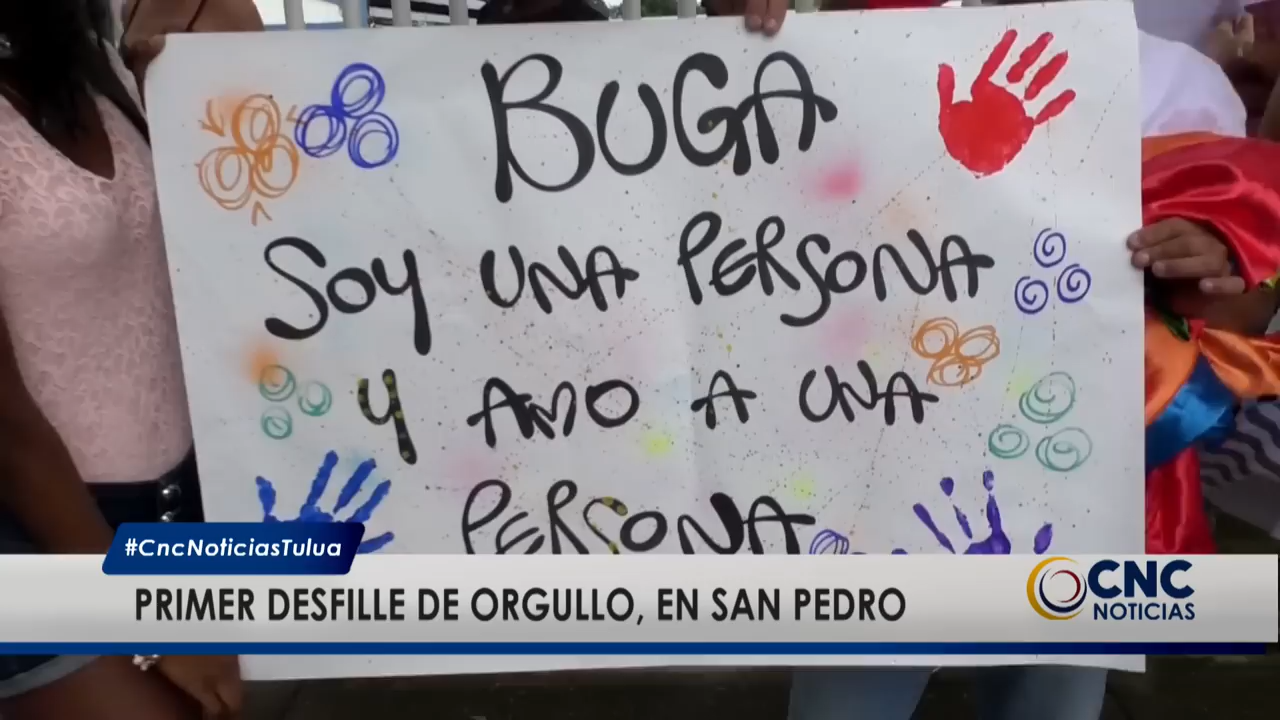 BUGA
SOY UNA PERSONA
Y AMO A UNA
PERSONA
#CncNoticiasTulua
PRIMER DESFILLE DE ORGULLO, EN SAN PEDRO
CNC
NOTICIAS